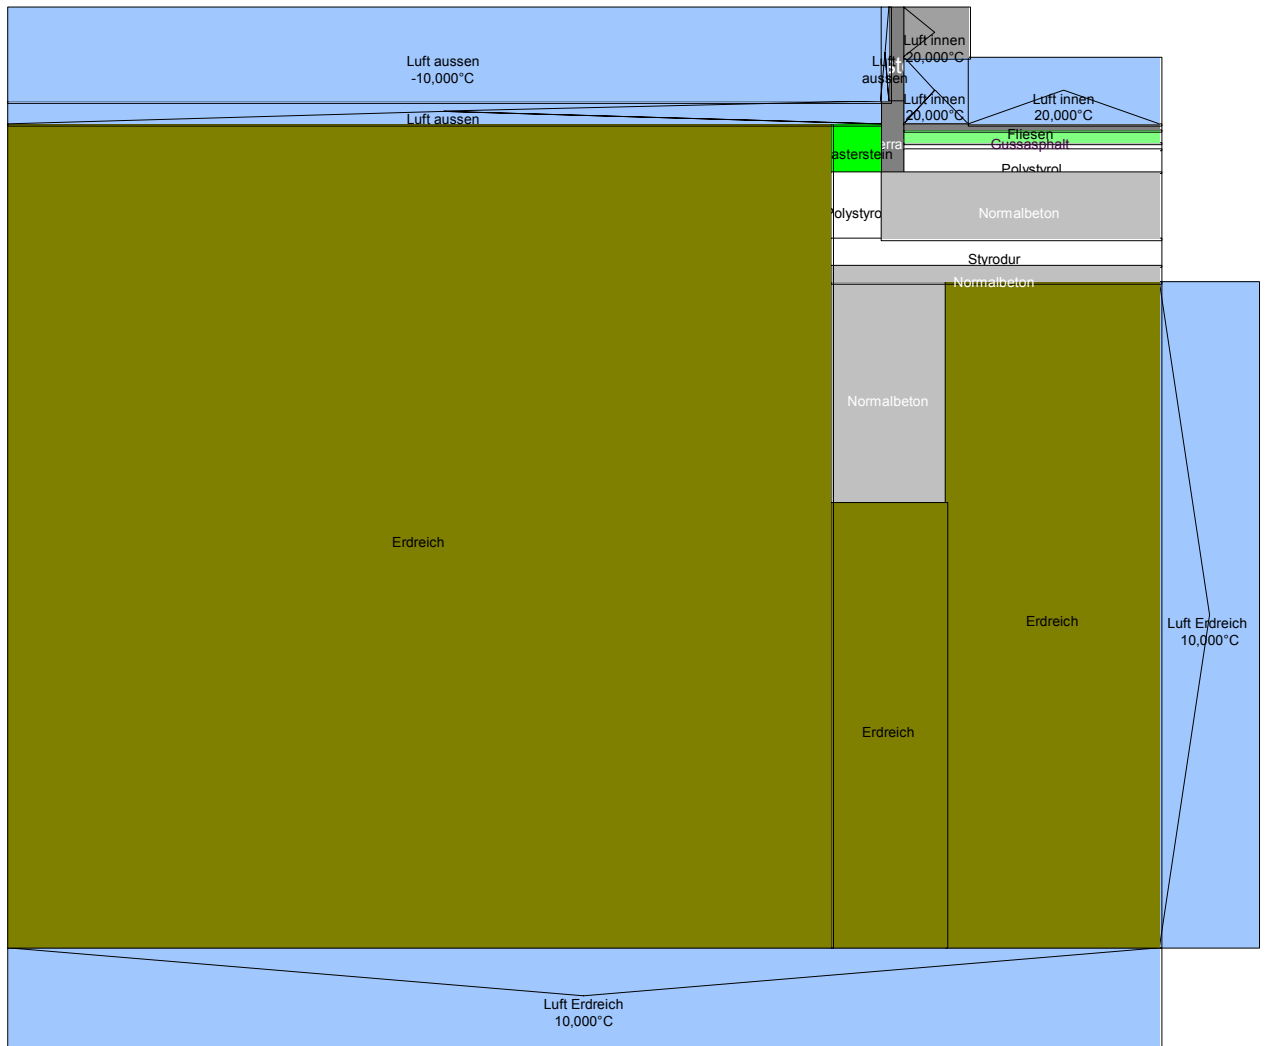 Luft aussen
-10,000°C
Luft
aussen
st
Luft innen
20,000°C
Luft innen
20,000°C
Luft innen
20,000°C
Luft aussen
Fliesen
Gussasphalt
asterstein
erra
Polystyrol
Polystyro
Normalbeton
Styrodur
Normalbeton
Normalbeton
Erdreich
Erdreich
Luft Erdreich
10,000°C
Erdreich
Luft Erdreich
10,000°C